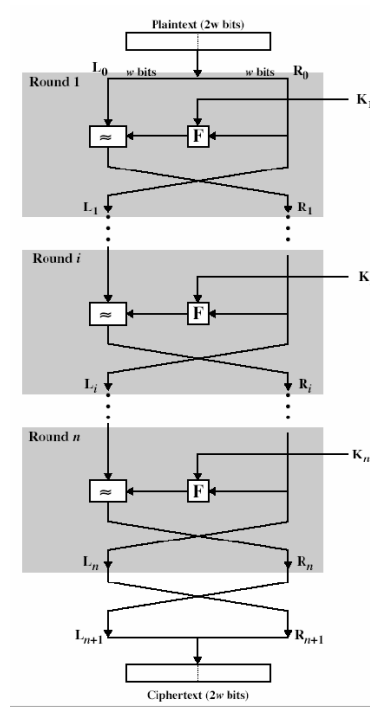 Plaintext (2w bits)
L0 w bits w bits R0
Round 1
K1
≈ F
L1 R1
Round i
K
≈ F
Li Ri
Round n
Kn
≈ F
Ln Rn
Ln+1 Rn+1
Ciphertext (2w bits)